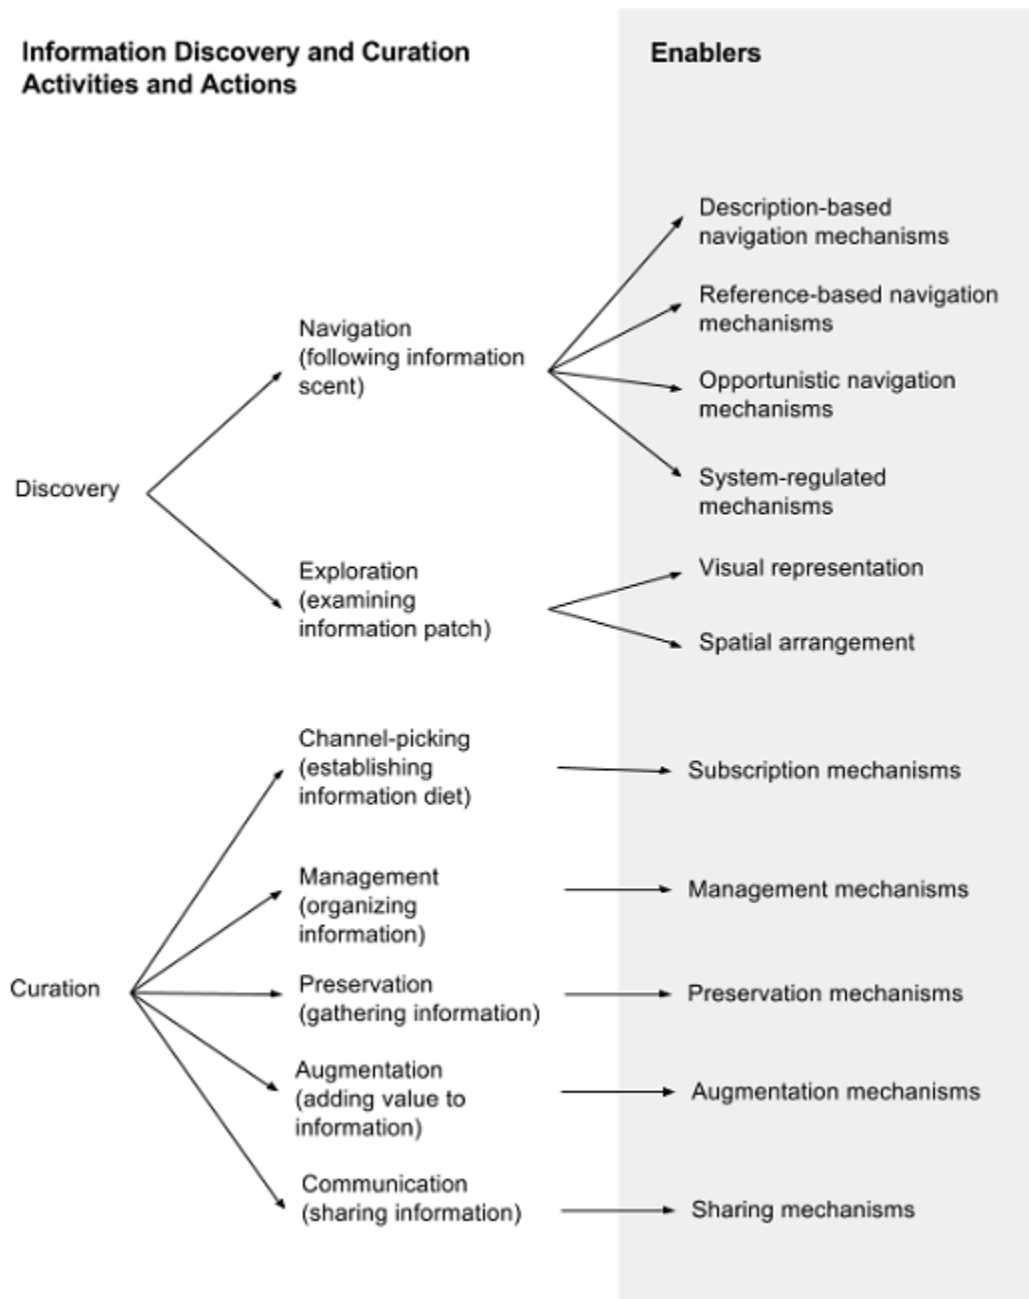 Information Discovery and Curation
Activities and Actions
Enablers
Description-based
navigation mechanisms
Reference-based navigation
mechanisms
Navigation
(following information
scent)
Opportunistic navigation
mechanisms
System-regulated
mechanisms
Discovery
Exploration
(examining
information patch)
Visual representation
Spatial arrangement
Channel-picking
(establishing
information diet)
Subscription mechanisms
Management
(organizing
information)
Management mechanisms
Curation
Preservation
(gathering information)
Preservation mechanisms
Augmentation
(adding value to
information)
Augmentation mechanisms
Communication
(sharing information)
Sharing mechanisms